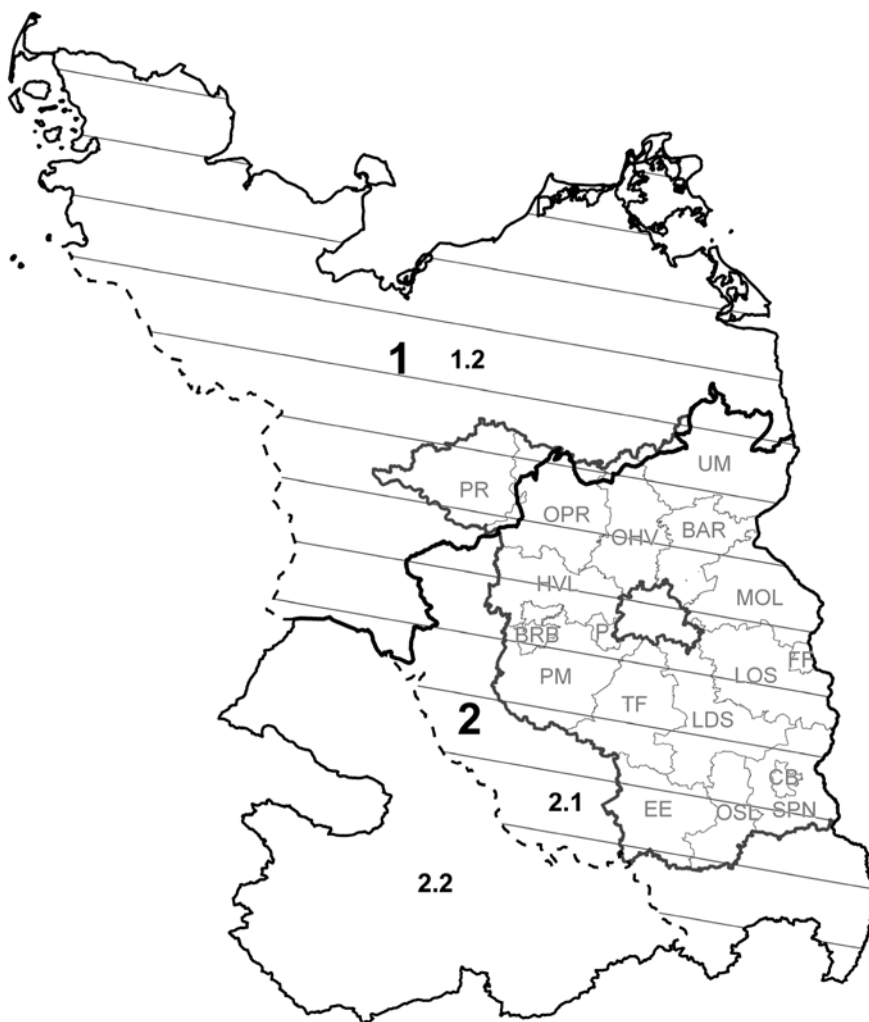 1 1.2
UM
PR
OPR
BAR
OHV
HVL
MOL
BRB
P
FF
LOS
PM
TF
LDS
2
CB
2.1
EE
OSL
SPN
2.2